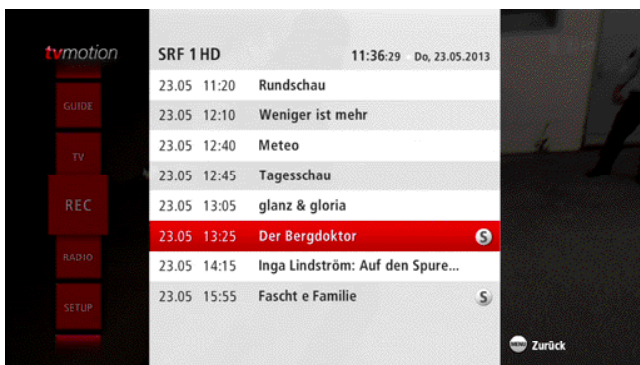 tvmotion
SRF 1 HD 11:36:29 Do, 23.05.2013
23.05 11:20 Rundschau
GUIDE
23.05 12:10 Weniger ist mehr
23.05 12:40 Meteo
TV
23.05 12:45 Tagesschau
REC
23.05 13:05 glanz & gloria
23.05 13:25 Der Bergdoktor S
RADIO
23.05 14:15 Inga Lindström: Auf den Spure...
23.05 15:55 Fascht e Familie S
SETUP
MENU Zurück